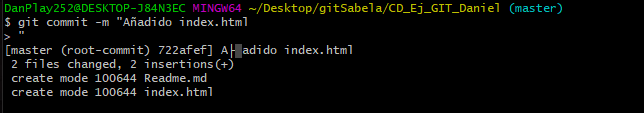 DanPlay252@DESKTOP-J84N3EC MINGW64 ~/Desktop/gitSabela/CD_Ej_GIT_Daniel (master)
$ git commit -m "Añadido index.html
> "
[master (root-commit) 722afef] A├▒adido index.html
 2 files changed, 2 insertions(+)
 create mode 100644 Readme.md
 create mode 100644 index.html